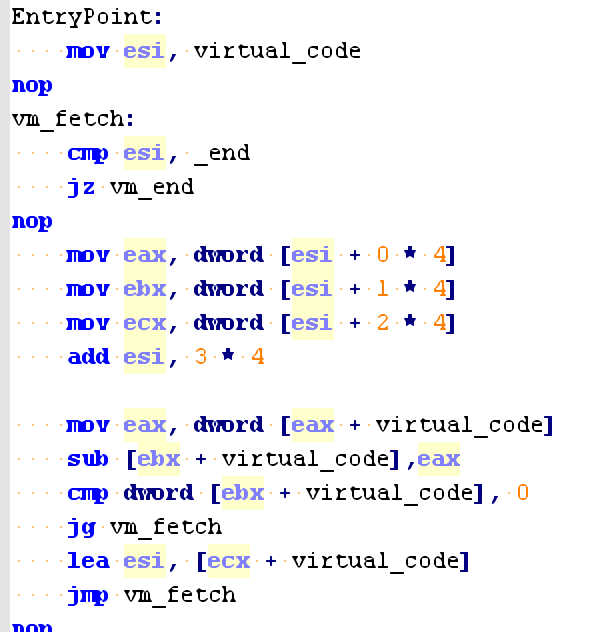 EntryPoint:
mov esi, virtual_code
nop
vm_fetch:
cmp esi, _end
jz vm_end
nop
mov eax, dword [esi + 0 * 4]
mov ebx, dword [esi + 1 * 4]
mov ecx, dword [esi + 2 * 4]
add esi, 3 * 4
mov eax, dword [eax + virtual_code]
sub [ebx + virtual_code],eax
cmp dword [ebx + virtual_code], 0
jg vm_fetch
lea esi, [ecx + virtual_code]
jmp vm_fetch
nop